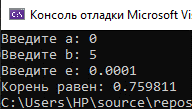 Консоль отладки Microsoft Vi
Введите a: 0
Введите b: 5
Введите e: 0.0001
Корень равен: 0.759811
C:\Users\HP\source\repos